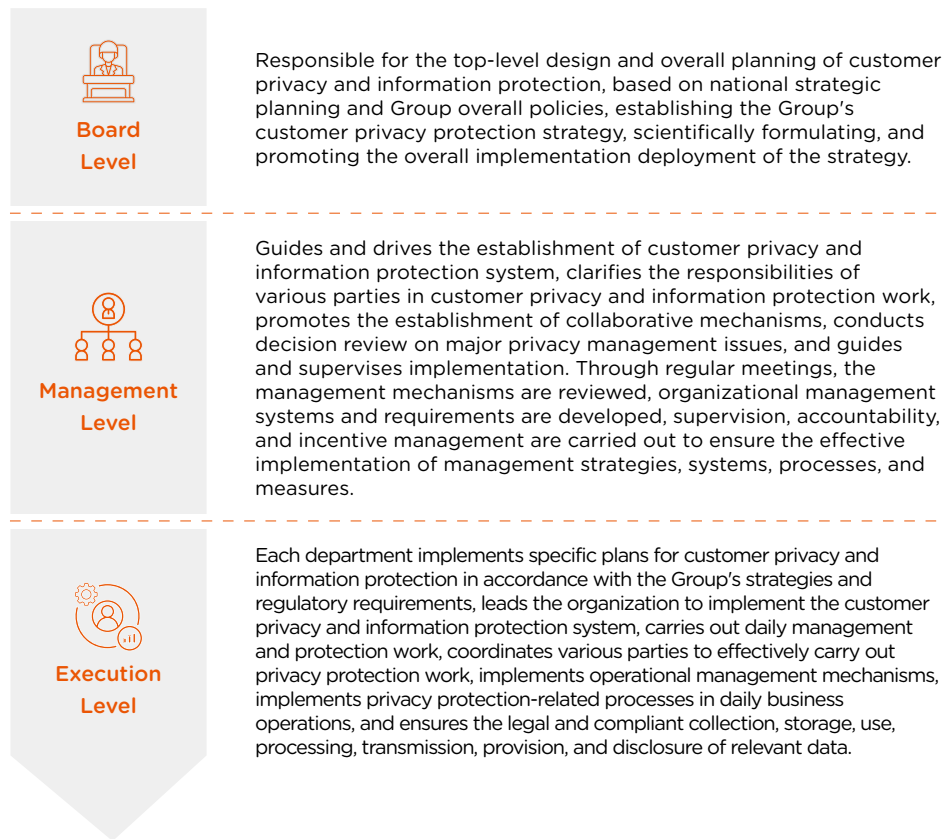 Board
Level
Responsible for the top-level design and overall planning of customer
privacy and information protection, based on national strategic
planning and Group overall policies, establishing the Group's
customer privacy protection strategy, scientifically formulating, and
promoting the overall implementation deployment of the strategy.
Management
Level
Guides and drives the establishment of customer privacy and
information protection system, clarifies the responsibilities of
various parties in customer privacy and information protection work,
promotes the establishment of collaborative mechanisms, conducts
decision review on major privacy management issues, and guides
and supervises implementation. Through regular meetings, the
management mechanisms are reviewed, organizational management
systems and requirements are developed, supervision, accountability,
and incentive management are carried out to ensure the effective
implementation of management strategies, systems, processes, and
measures.
Execution
Level
Each department implements specific plans for customer privacy and
information protection in accordance with the Group's strategies and
regulatory requirements, leads the organization to implement the customer
privacy and information protection system, carries out daily management
and protection work, coordinates various parties to effectively carry out
privacy protection work, implements operational management mechanisms,
implements privacy protection-related processes in daily business
operations, and ensures the legal and compliant collection, storage, use,
processing, transmission, provision, and disclosure of relevant data.